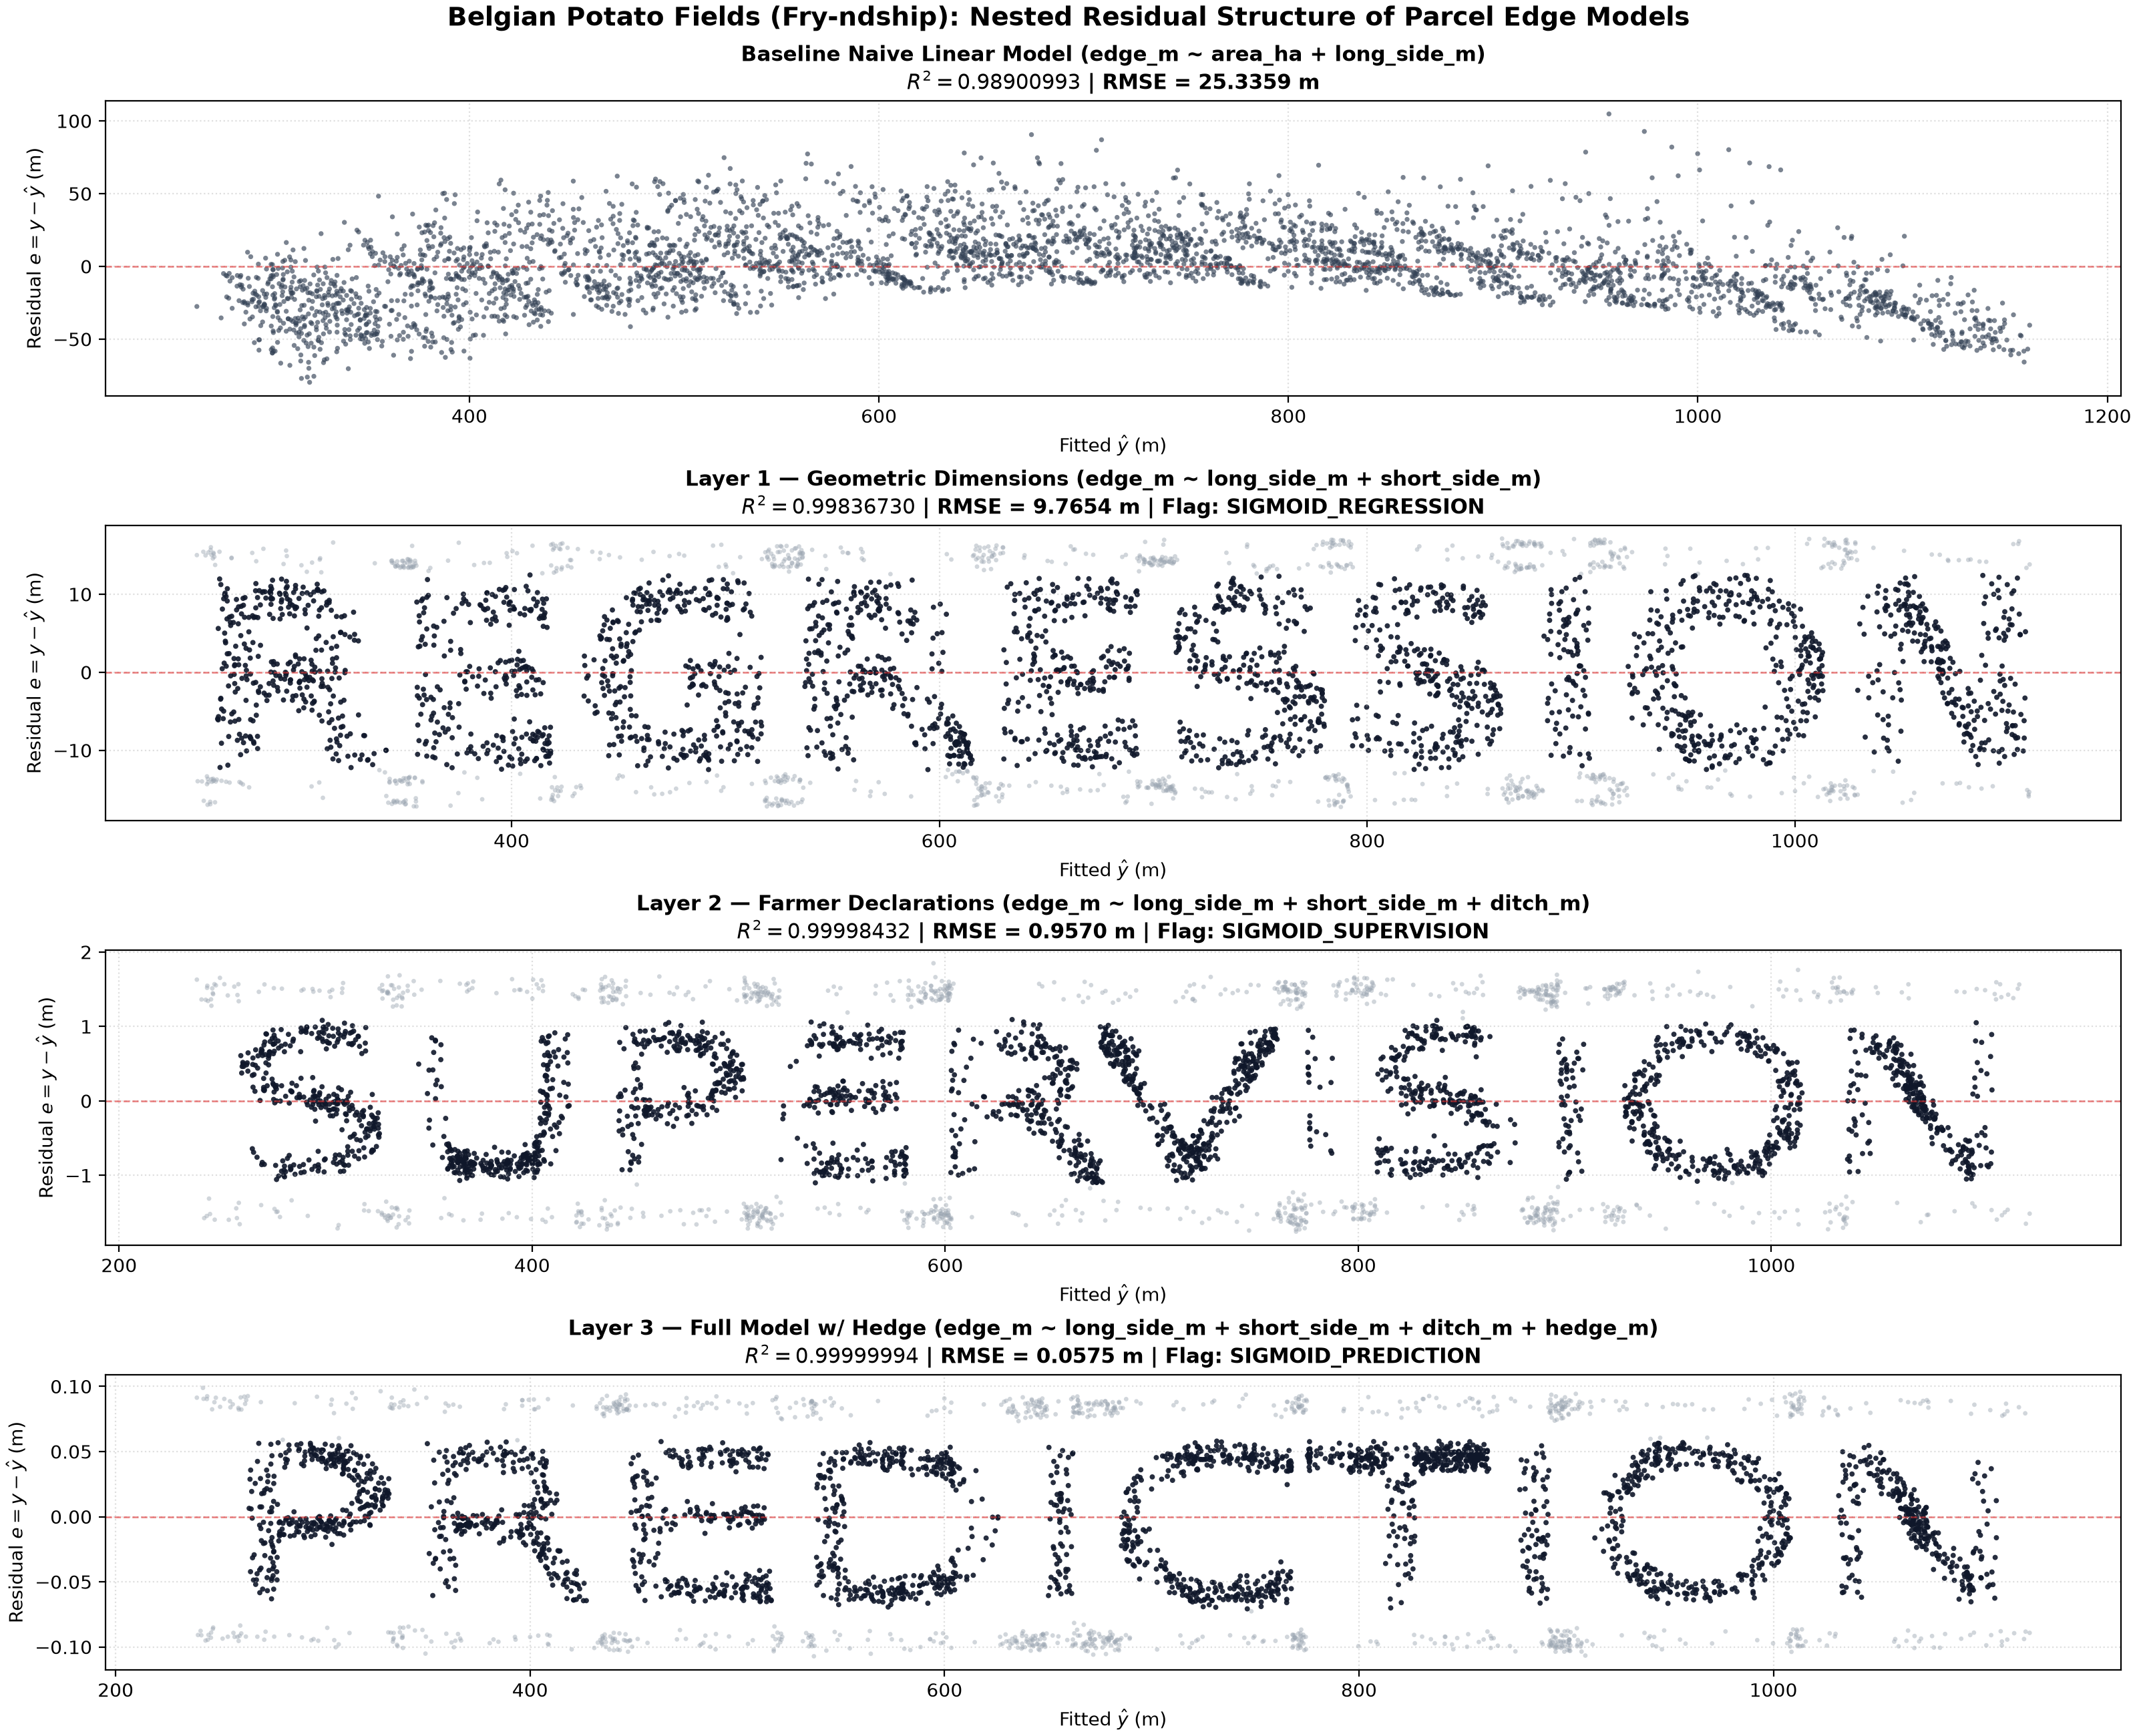 Belgian Potato Fields (Fry-ndship): Nested Residual Structure of Parcel Edge Models
Baseline Naive Linear Model (edge_m ~ area_ha + long_side_m)
R² = 0.98900993 | RMSE = 25.3359 m
Residual e = y − ŷ (m)
100
50
0
−50
400 600 800 1000 1200
Fitted ŷ (m)
Layer 1 — Geometric Dimensions (edge_m ~ long_side_m + short_side_m)
R² = 0.99836730 | RMSE = 9.7654 m | Flag: SIGMOID_REGRESSION
Residual e = y − ŷ (m)
10
0
−10
REGRESSION
400 600 800 1000
Fitted ŷ (m)
Layer 2 — Farmer Declarations (edge_m ~ long_side_m + short_side_m + ditch_m)
R² = 0.99998432 | RMSE = 0.9570 m | Flag: SIGMOID_SUPERVISION
Residual e = y − ŷ (m)
2
1
0
−1
SUPERVISION
200 400 600 800 1000
Fitted ŷ (m)
Layer 3 — Full Model w/ Hedge (edge_m ~ long_side_m + short_side_m + ditch_m + hedge_m)
R² = 0.99999994 | RMSE = 0.0575 m | Flag: SIGMOID_PREDICTION
Residual e = y − ŷ (m)
0.10
0.05
0.00
−0.05
−0.10
PREDICTION
200 400 600 800 1000
Fitted ŷ (m)